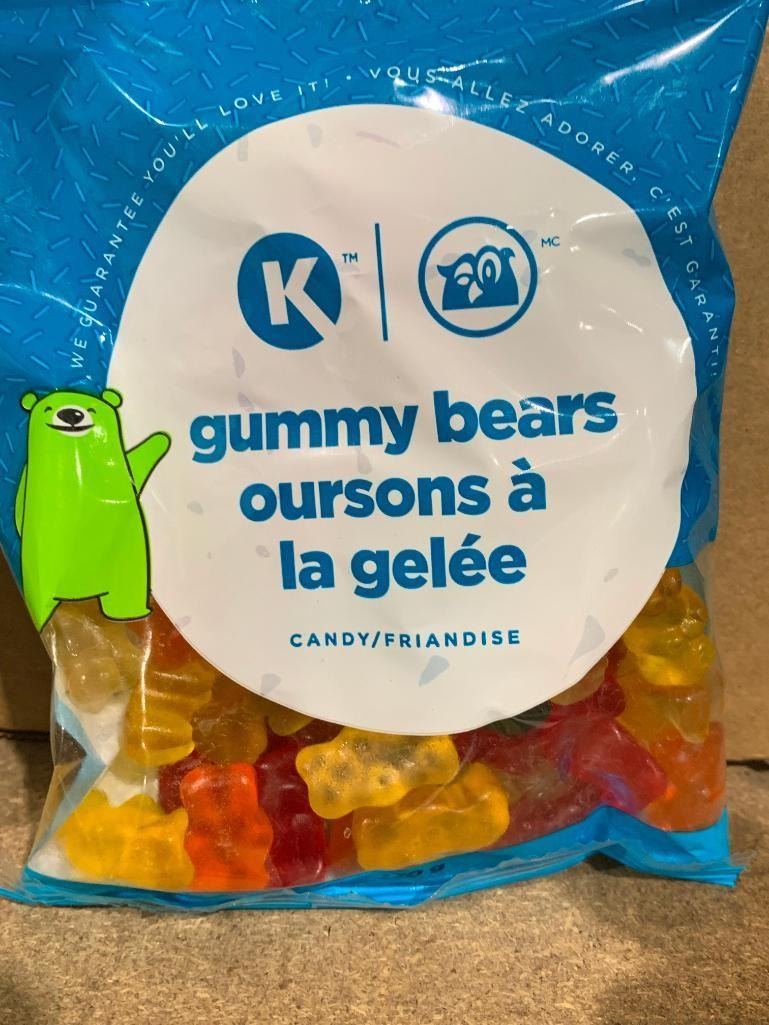 WE GUARANTEE YOU'LL LOVE IT! • VOUS ALLEZ ADORER, C'EST GARANTI!
K TM
MC
gummy bears
oursons à
la gelée
CANDY/FRIANDISE